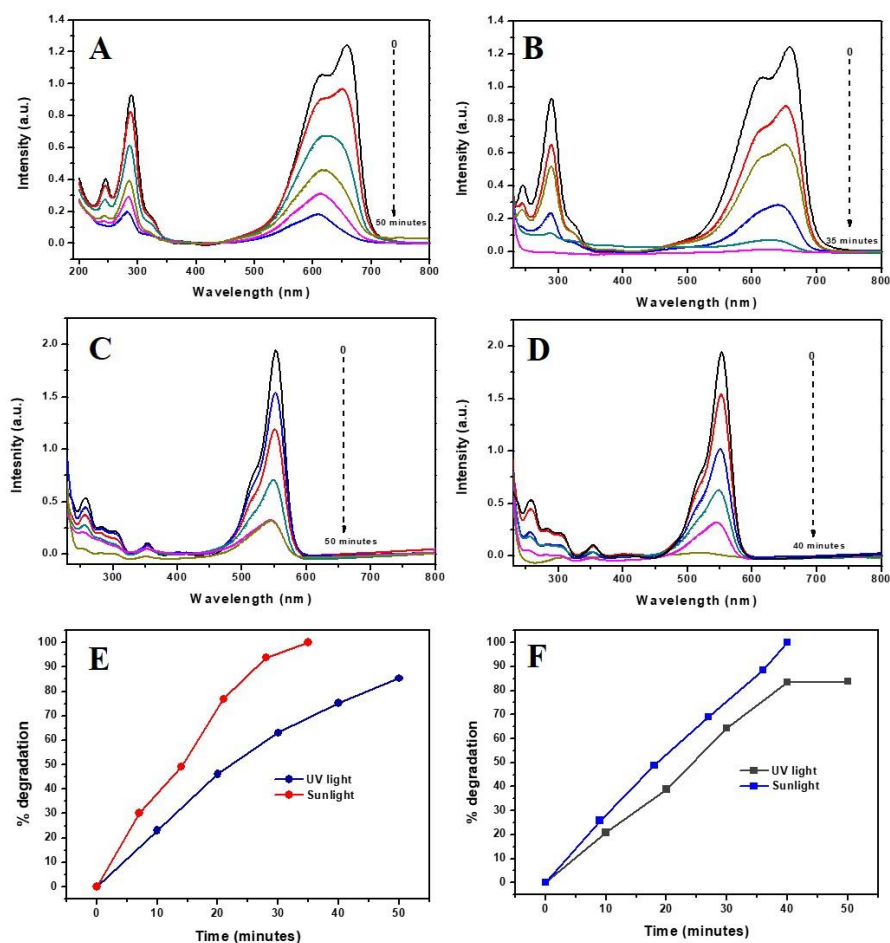 A
0
50 minutes
Intensity (a.u.)
1.4
1.2
1.0
0.8
0.6
0.4
0.2
0.0
200 300 400 500 600 700 800
Wavelength (nm)
B
0
35 minutes
Intensity (a.u.)
1.4
1.2
1.0
0.8
0.6
0.4
0.2
0.0
300 400 500 600 700 800
Wavelength (nm)
C
0
50 minutes
Intesnity (a.u.)
2.0
1.5
1.0
0.5
0.0
300 400 500 600 700 800
Wavelength (nm)
D
0
40 minutes
Intensity (a.u.)
2.0
1.5
1.0
0.5
0.0
300 400 500 600 700 800
Wavelength (nm)
E
% degradation
100
90
80
70
60
50
40
30
20
10
0
UV light
Sunlight
0 10 20 30 40 50
Time (minutes)
F
% degradation
100
90
80
70
60
50
40
30
20
10
0
UV light
Sunlight
0 10 20 30 40 50
Time (minutes)